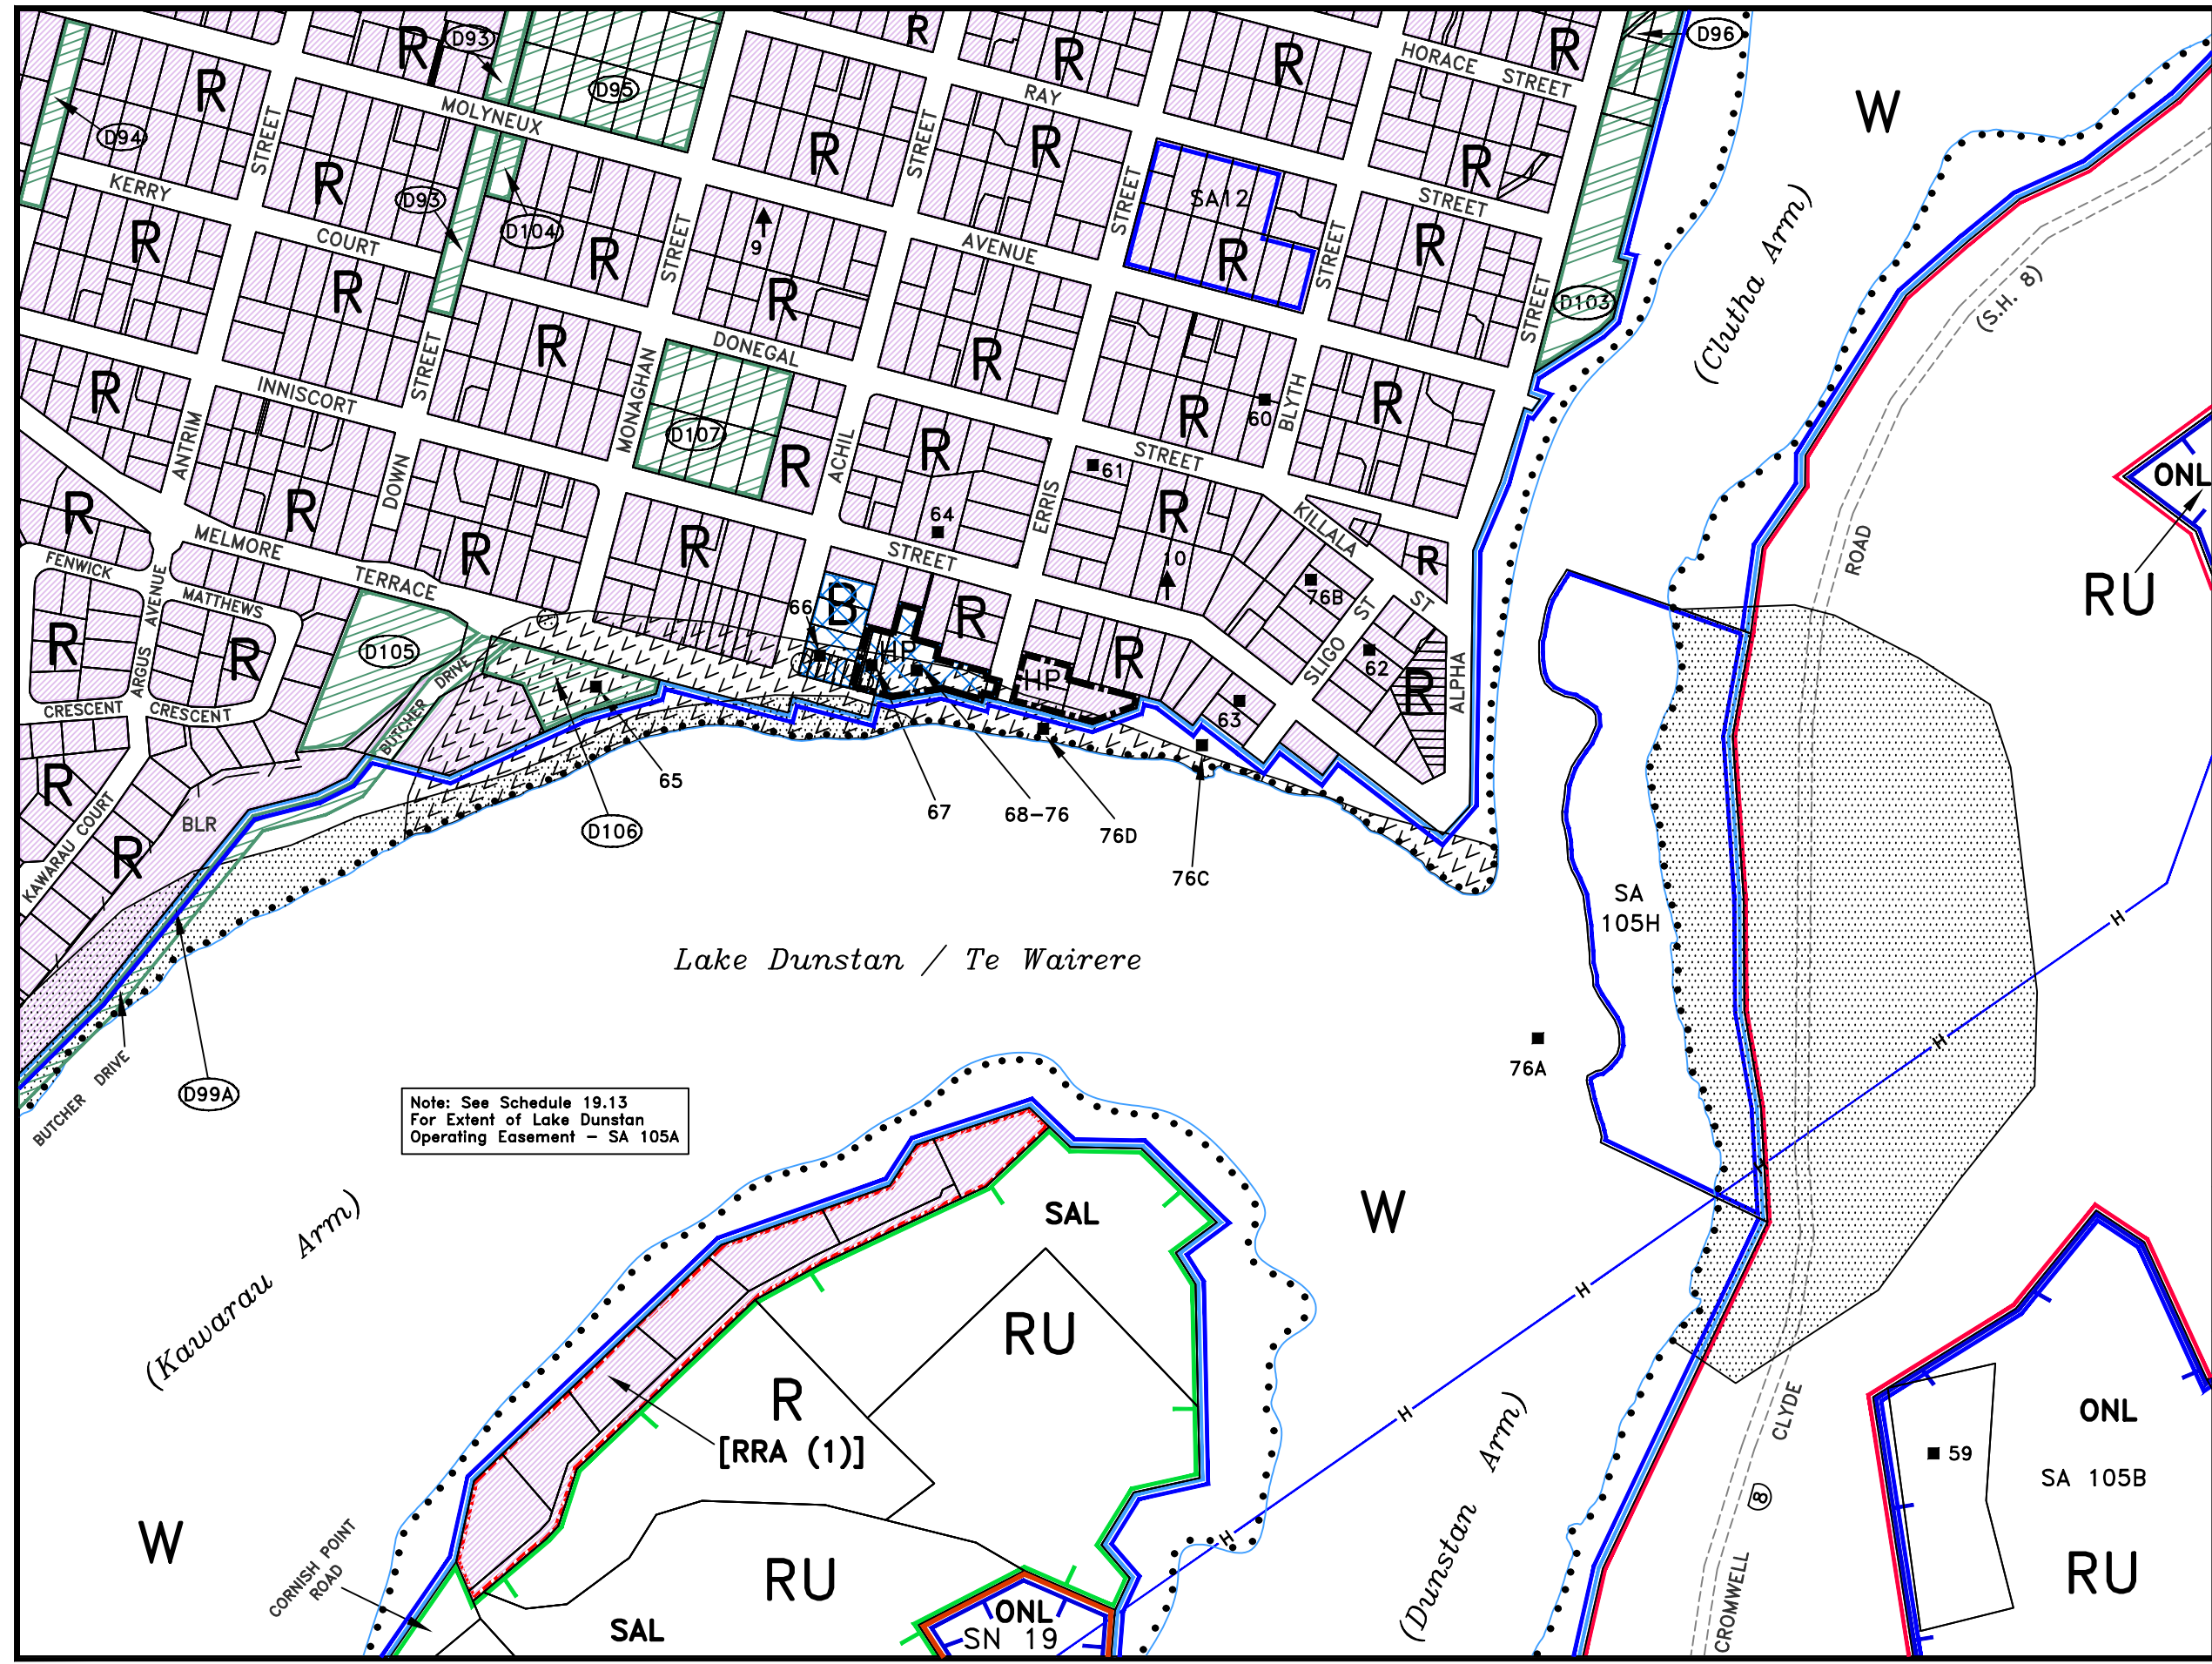 R
D93
D95
R
R
R
R
HORACE STREET
D96
R
MOLYNEUX
RAY
D94
STREET
R
R
STREET
R
R
W
KERRY
D93
D104
R
STREET
9
AVENUE
STREET
SA12
R
STREET
STREET
R
(Clutha Arm)
(S.H. 8)
R
COURT
R
R
R
DONEGAL
R
STREET
D103
INNISCORT
STREET
MONAGHAN
R
ANTRIM
DOWN
D107
R
ACHIL
R
ERRIS
61
STREET
R
60
BLYTH
R
ONL
RU
ROAD
R
R
R
R
64
STREET
R
10
KILLALA
ST
R
MELMORE
TERRACE
FENWICK
AVENUE
MATTHEWS
R
R
ARGUS
CRESCENT
CRESCENT
D105
BUTCHER DRIVE
66
B
HP
R
HP
R
76B
SLIGO ST
62
R
ALPHA
63
R
R
KAWARAU COURT
BLR
65
D106
67
68-76
76D
76C
SA
105H
Lake Dunstan / Te Wairere
H
H
76A
BUTCHER DRIVE
D99A
Note: See Schedule 19.13
For Extent of Lake Dunstan
Operating Easement - SA 105A
H
(Kawarau Arm)
SAL
W
RU
H
R
[RRA (1)]
H
H
(Dunstan Arm)
CROMWELL
8
CLYDE
ONL
59
SA 105B
RU
W
CORNISH POINT
ROAD
RU
SAL
ONL
SN 19